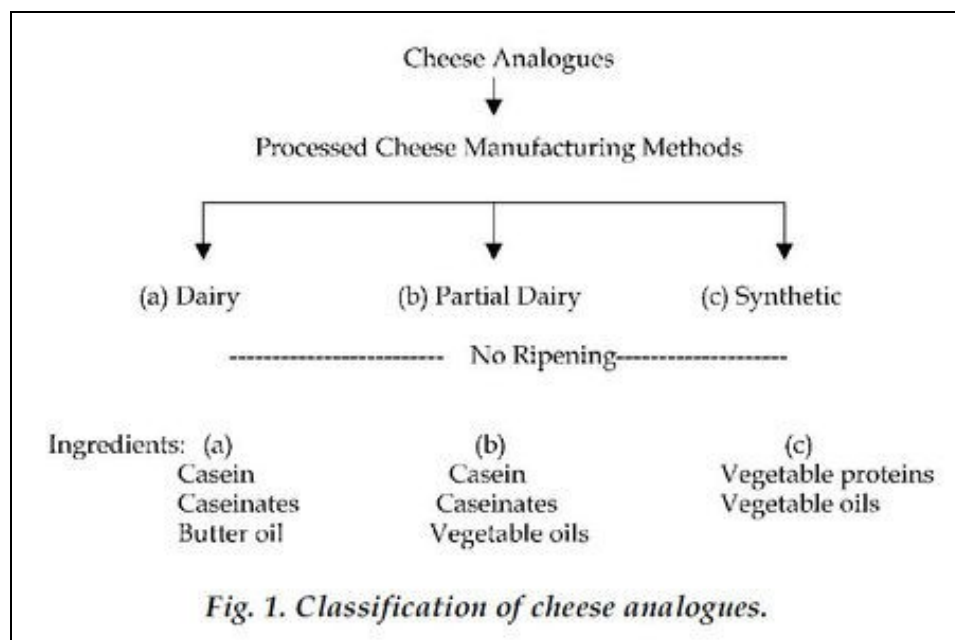 Cheese Analogues
Processed Cheese Manufacturing Methods
(a) Dairy (b) Partial Dairy (c) Synthetic
------------------------- No Ripening--------------------
Ingredients: (a) (b) (c)
Casein Casein Vegetable proteins
Caseinates Caseinates Vegetable oils
Butter oil Vegetable oils
Fig. 1. Classification of cheese analogues.